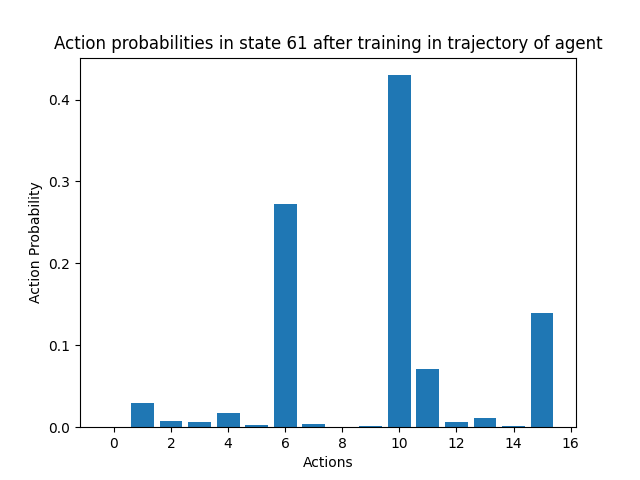 Action probabilities in state 61 after training in trajectory of agent
0.4
0.3
0.2
0.1
0.0
Action Probability
0 2 4 6 8 10 12 14 16
Actions